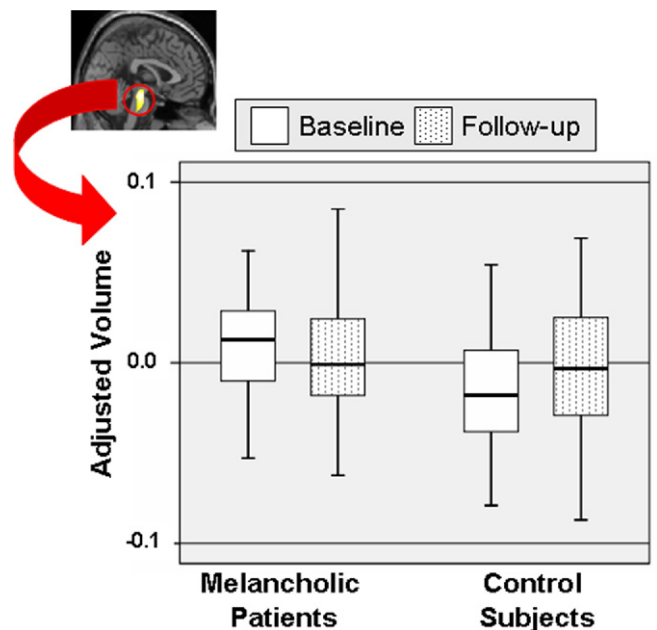 Baseline Follow-up
0.1
0.0
-0.1
Adjusted Volume
Melancholic Patients
Control Subjects